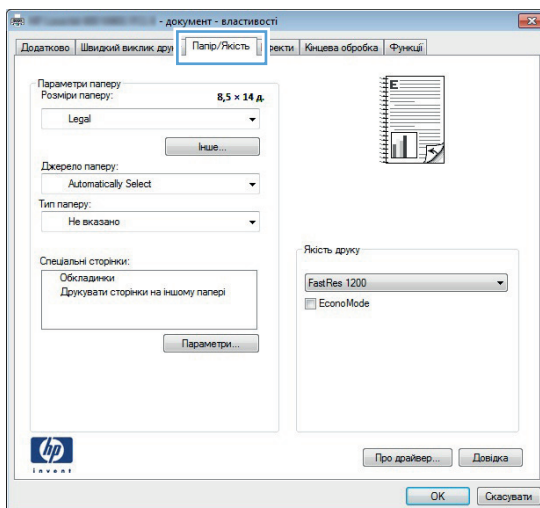 - документ - властивості
Додатково Швидкий виклик дру Папір/Якість екти Кінцева обробка Функції
Параметри паперу
Розміри паперу: 8,5 × 14 д.
Legal
Інше...
Джерело паперу:
Automatically Select
Тип паперу:
Не вказано
Спеціальні сторінки:
Обкладинки
Друкувати сторінки на іншому папері
Параметри...
E
Якість друку
FastRes 1200
EconoMode
hp
invent
Про драйвер... Довідка
OK Скасувати